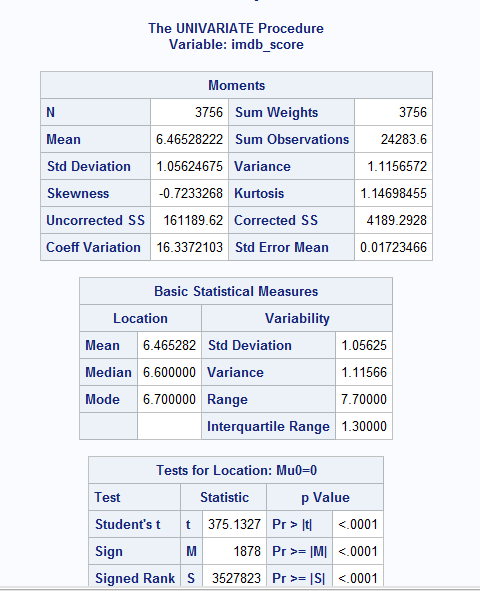 The UNIVARIATE Procedure
Variable: imdb_score
Moments
N 3756 Sum Weights 3756
Mean 6.46528222 Sum Observations 24283.6
Std Deviation 1.05624675 Variance 1.1156572
Skewness -0.7233268 Kurtosis 1.14698455
Uncorrected SS 161189.62 Corrected SS 4189.2928
Coeff Variation 16.3372103 Std Error Mean 0.01723466
Basic Statistical Measures
Location Variability
Mean 6.465282 Std Deviation 1.05625
Median 6.600000 Variance 1.11566
Mode 6.700000 Range 7.70000
Interquartile Range 1.30000
Tests for Location: Mu0=0
Test Statistic p Value
Student's t t 375.1327 Pr > |t| <.0001
Sign M 1878 Pr >= |M| <.0001
Signed Rank S 3527823 Pr >= |S| <.0001